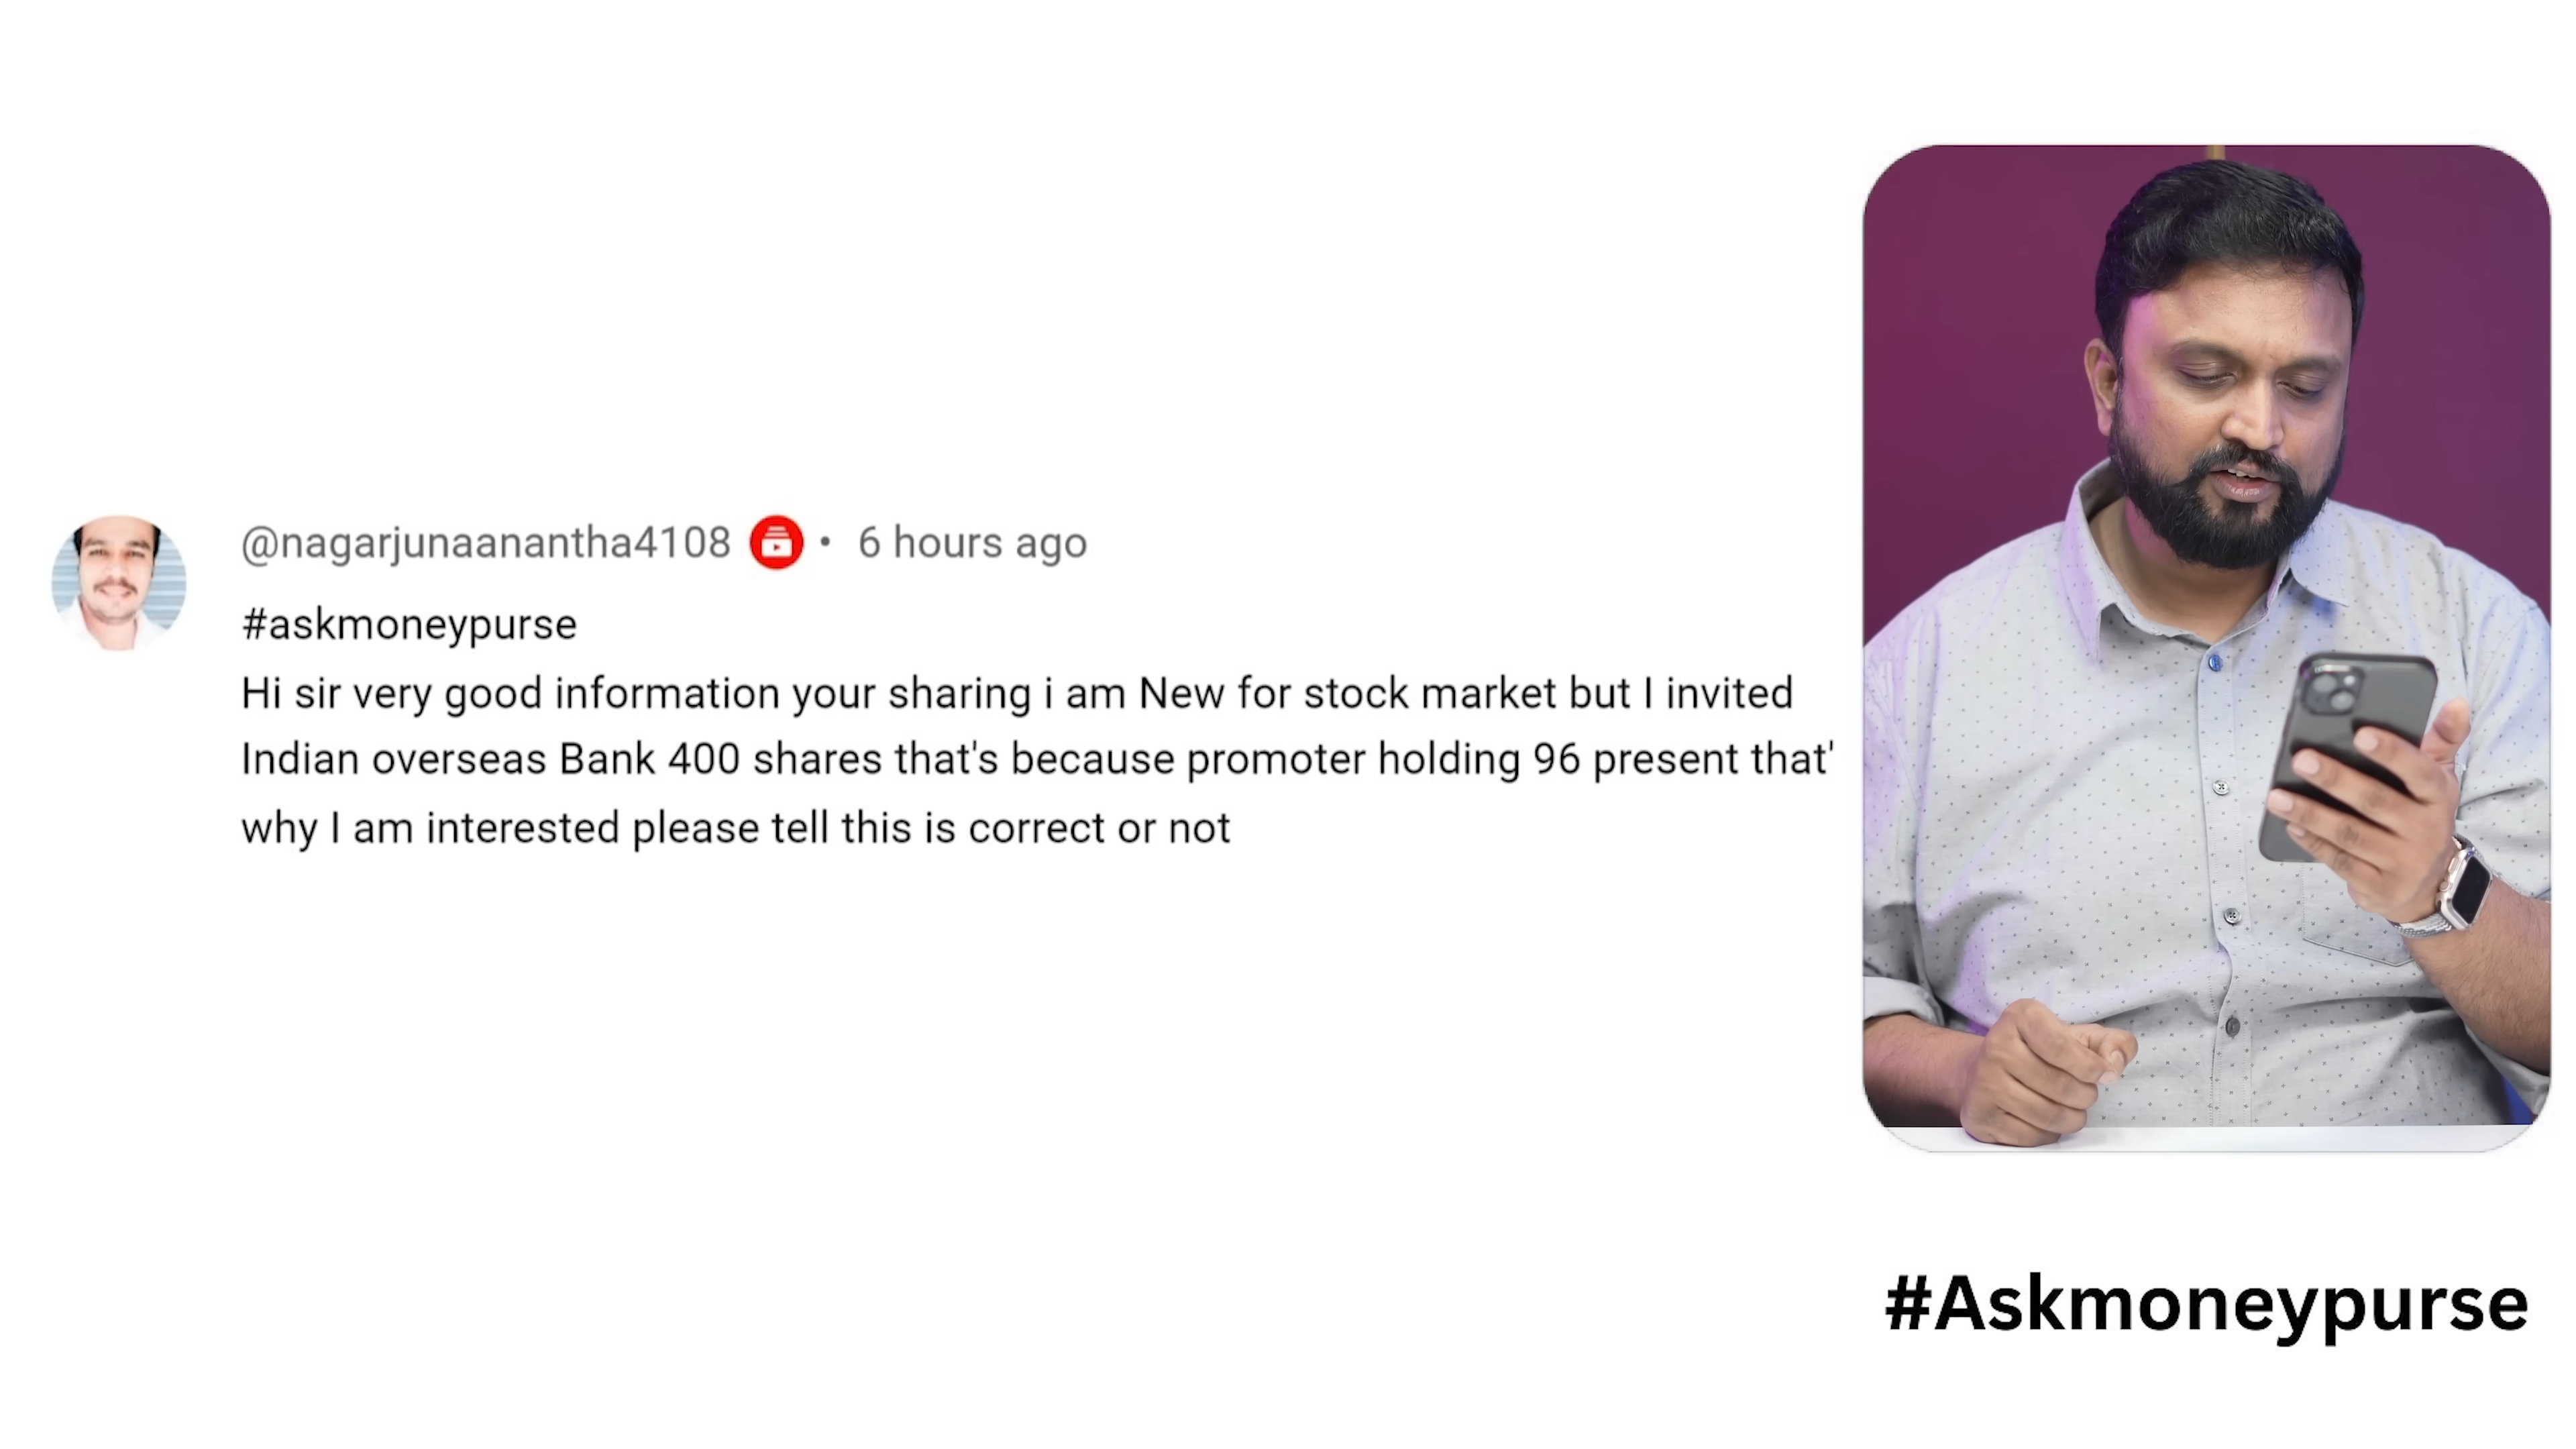 @nagarjunaanantha4108 • 6 hours ago
#askmoneypurse
Hi sir very good information your sharing i am New for stock market but I invited
Indian overseas Bank 400 shares that's because promoter holding 96 present that'
why I am interested please tell this is correct or not
#Askmoneypurse